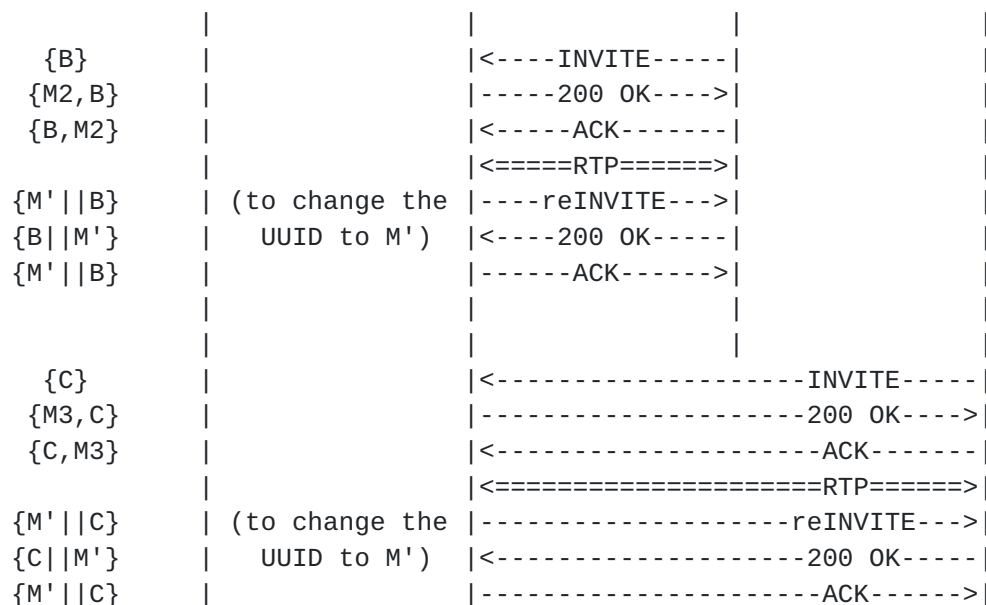 |                |                |               |
  {B}       |                |<----INVITE-----|               |
 {M2,B}     |                |-----200 OK---->|               |
 {B,M2}     |                |<-----ACK-------|               |
            |                |<=====RTP======>|               |
{M'||B}     | (to change the |----reINVITE--->|               |
{B||M'}     |   UUID to M')  |<----200 OK-----|               |
{M'||B}     |                |------ACK------>|               |
            |                |                |               |
            |                |                |               |
  {C}       |                |<--------------------INVITE-----|
 {M3,C}     |                |---------------------200 OK---->|
 {C,M3}     |                |<---------------------ACK-------|
            |                |<=====================RTP======>|
{M'||C}     | (to change the |--------------------reINVITE--->|
{C||M'}     |   UUID to M')  |<--------------------200 OK-----|
{M'||C}     |                |----------------------ACK------>|